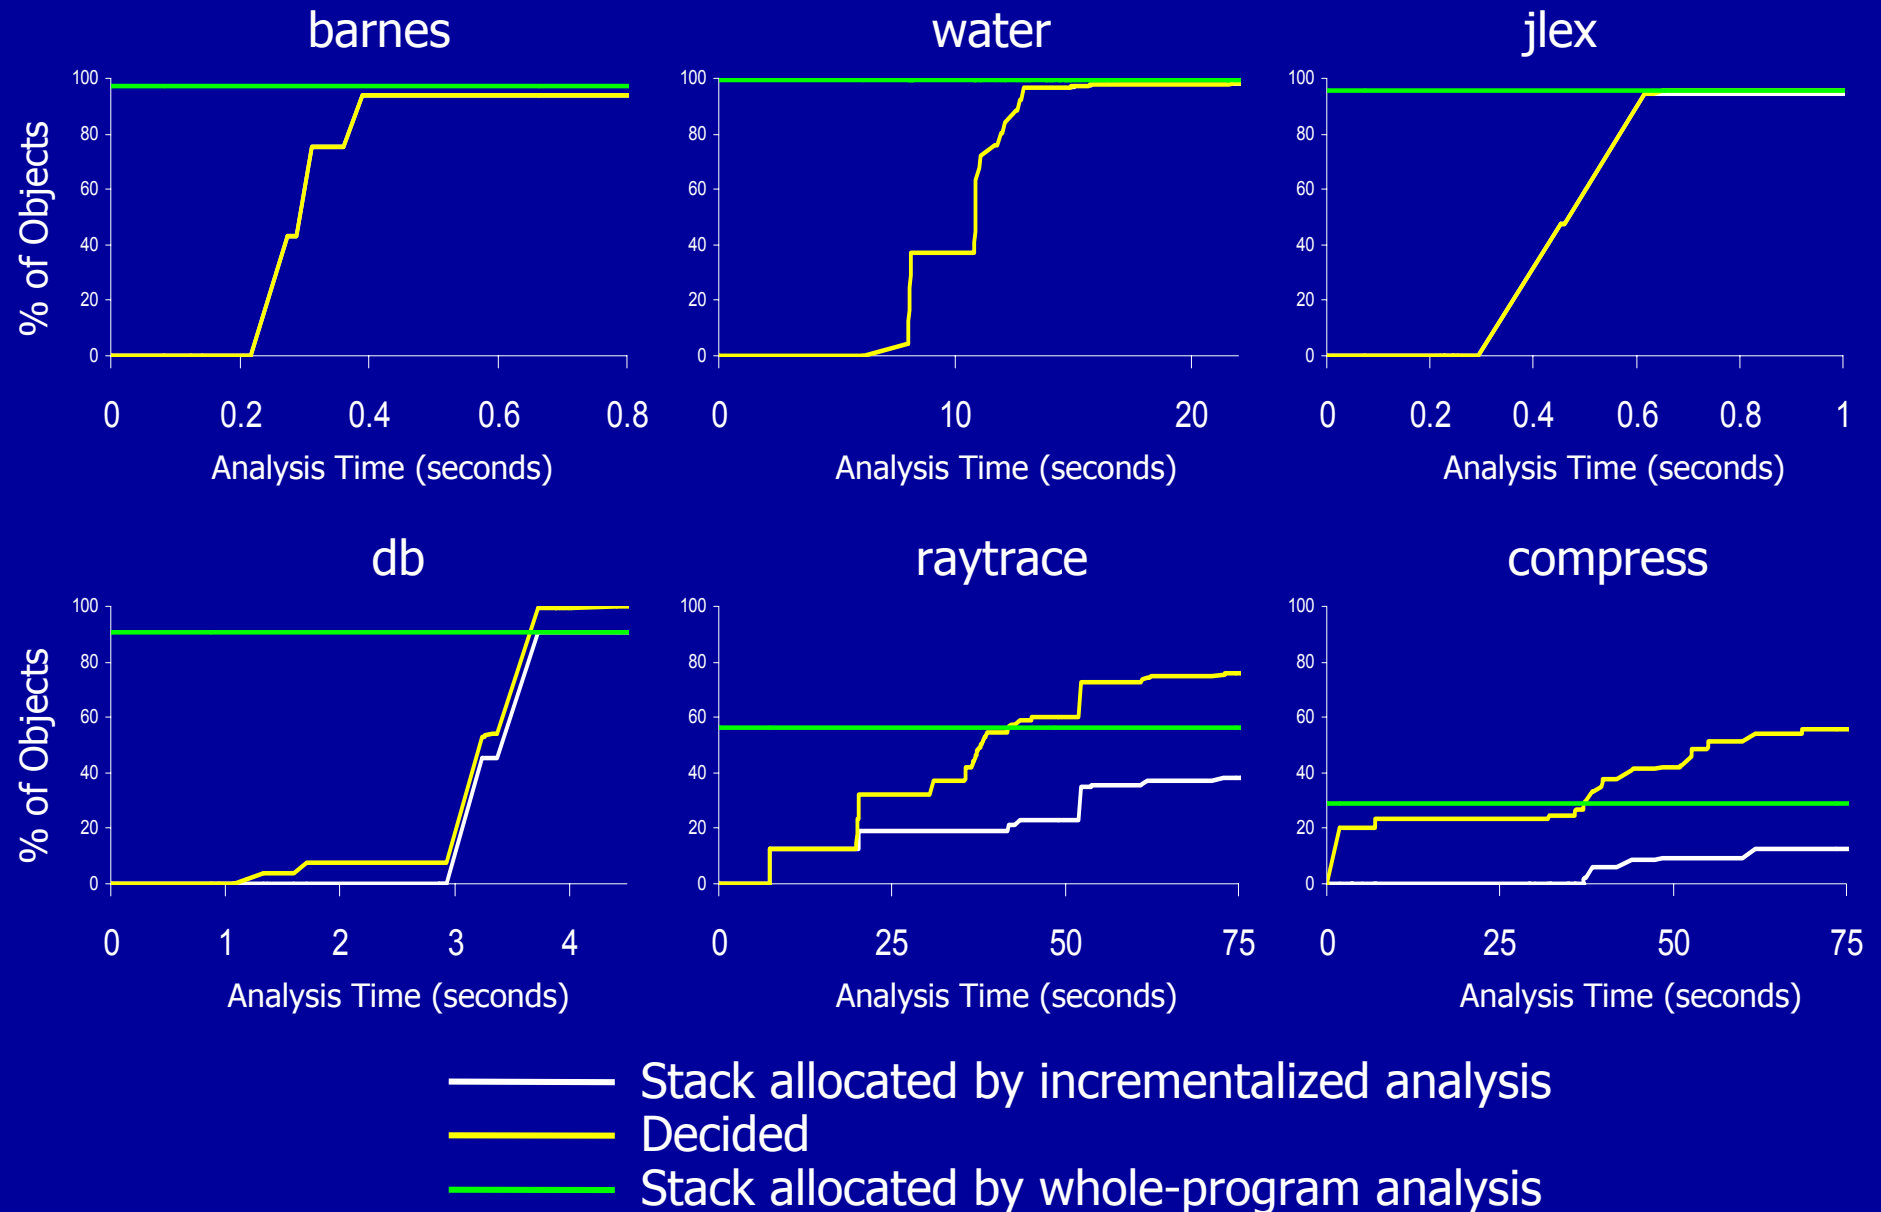 barnes
water
jlex
% of Objects
100
80
60
40
20
0
0 0.2 0.4 0.6 0.8
Analysis Time (seconds)
100
80
60
40
20
0
0 10 20
Analysis Time (seconds)
100
80
60
40
20
0
0 0.2 0.4 0.6 0.8 1
Analysis Time (seconds)
db
raytrace
compress
% of Objects
100
80
60
40
20
0
0 1 2 3 4
Analysis Time (seconds)
100
80
60
40
20
0
0 25 50 75
Analysis Time (seconds)
100
80
60
40
20
0
0 25 50 75
Analysis Time (seconds)
Stack allocated by incrementalized analysis
Decided
Stack allocated by whole-program analysis